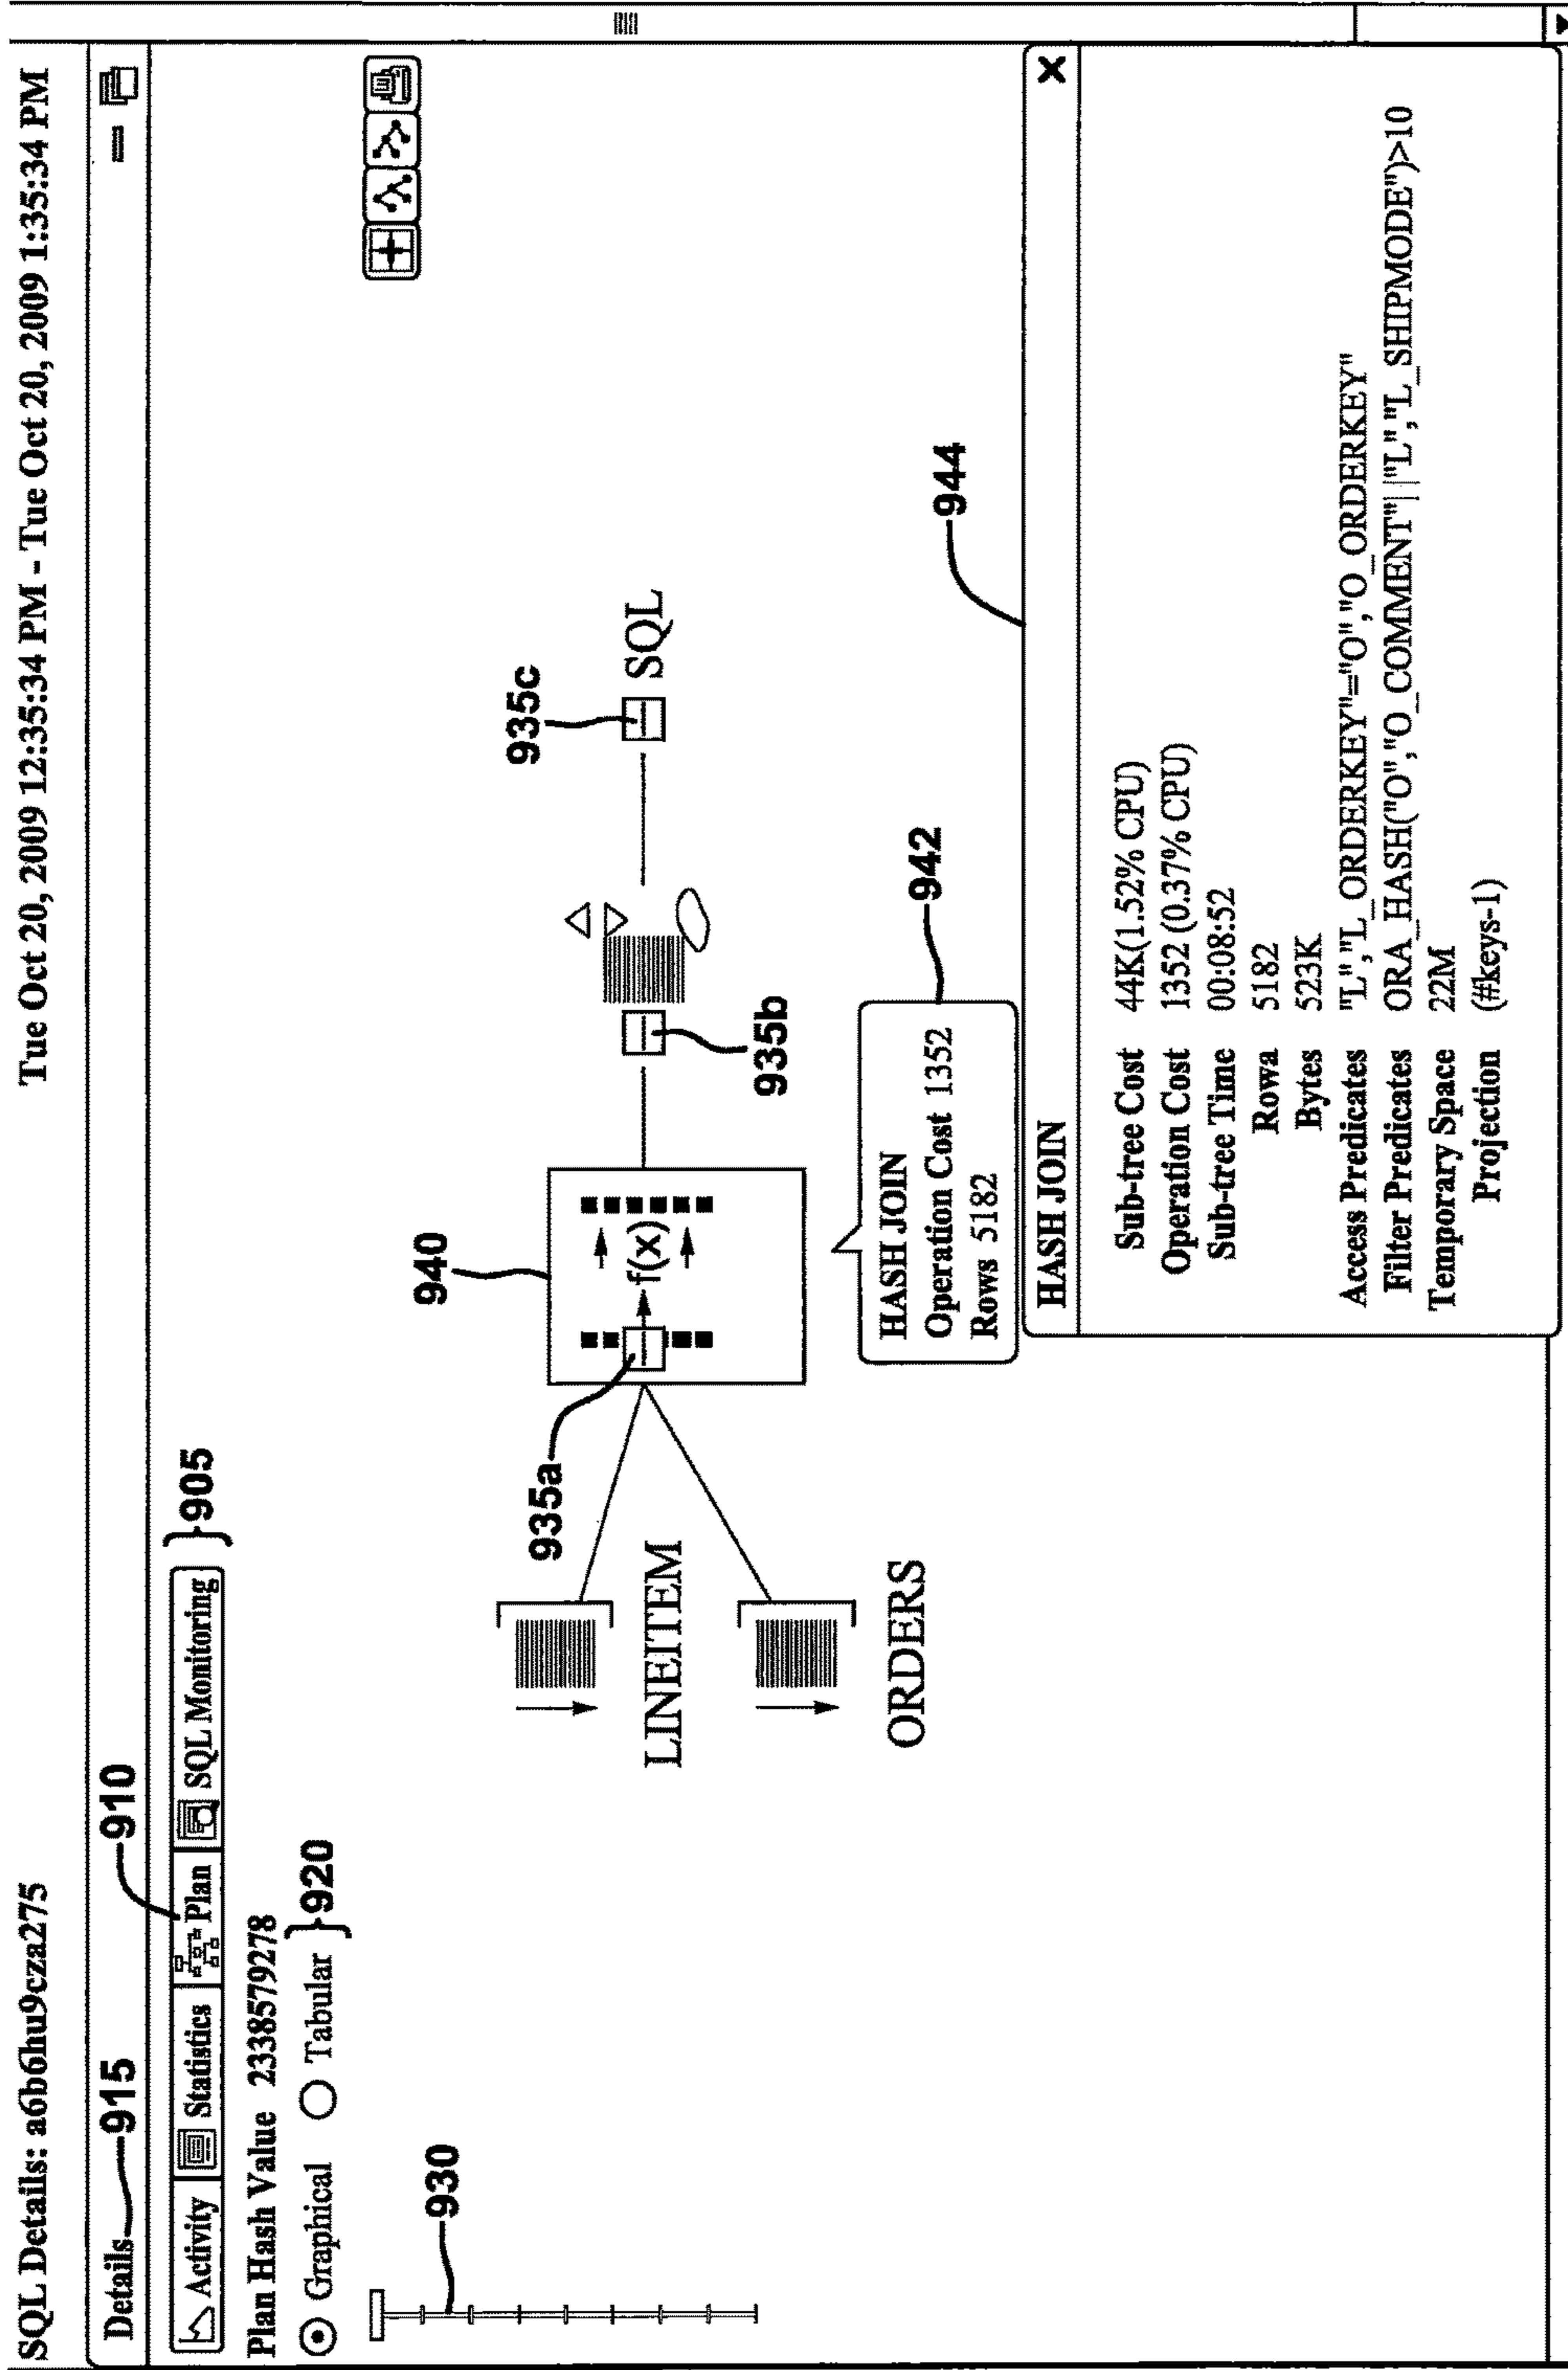 SQL Details: a6b6hu9cza275
Tue Oct 20, 2009 12:35:34 PM - Tue Oct 20, 2009 1:35:34 PM
Details 915
910
Activity Statistics Plan SQL Monitoring 905
Plan Hash Value 2338579278
Graphical Tabular 920
930
940
935a
935c
f(x)
SQL
LINEITEM
935b
ORDERS
HASH JOIN
Operation Cost 1352
Rows 5182
942
944
HASH JOIN X
Sub-tree Cost 44K(1.52% CPU)
Operation Cost 1352 (0.37% CPU)
Sub-tree Time 00:08:52
Rowa 5182
Bytes 523K
Access Predicates "L","L_ORDERKEY"="O","O_ORDERKEY"
Filter Predicates ORA_HASH("O","O_COMMENT"||"L","L_SHIPMODE")>10
Temporary Space 22M
Projection (#keys-1)